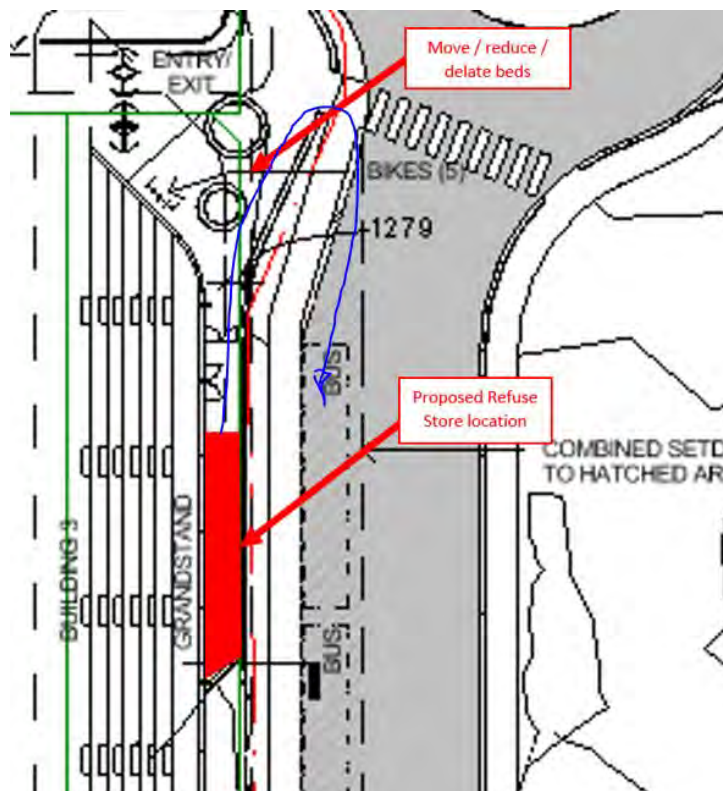 Move / reduce /
delate beds
ENTRY/
EXIT
BIKES (5)
1279
BUS
Proposed Refuse
Store location
COMBINED SETD
TO HATCHED AR
BUILDING 3
GRANDSTAND
BUS